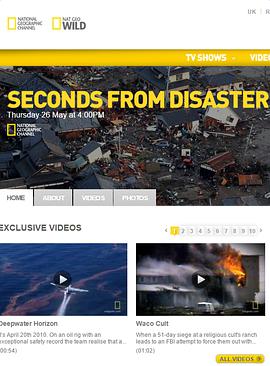 NATIONAL GEOGRAPHIC CHANNEL
NAT GEO WILD
UK
TV SHOWS
SECONDS FROM DISASTER
Thursday 26 May at 4:00PM
NATIONAL GEOGRAPHIC CHANNEL
HOME ABOUT VIDEOS PHOTOS
EXCLUSIVE VIDEOS
1 2 3 4 5 6 7 8 9 10
Deepwater Horizon
Waco Cult
It's April 20th 2010. On an oil rig with an
exceptional safety record the team realise that a...
(00:54)
When a 51-day siege at a religious cult's ranch
leads to an FBI attempt to force them out with...
(01:02)
ALL VIDEOS